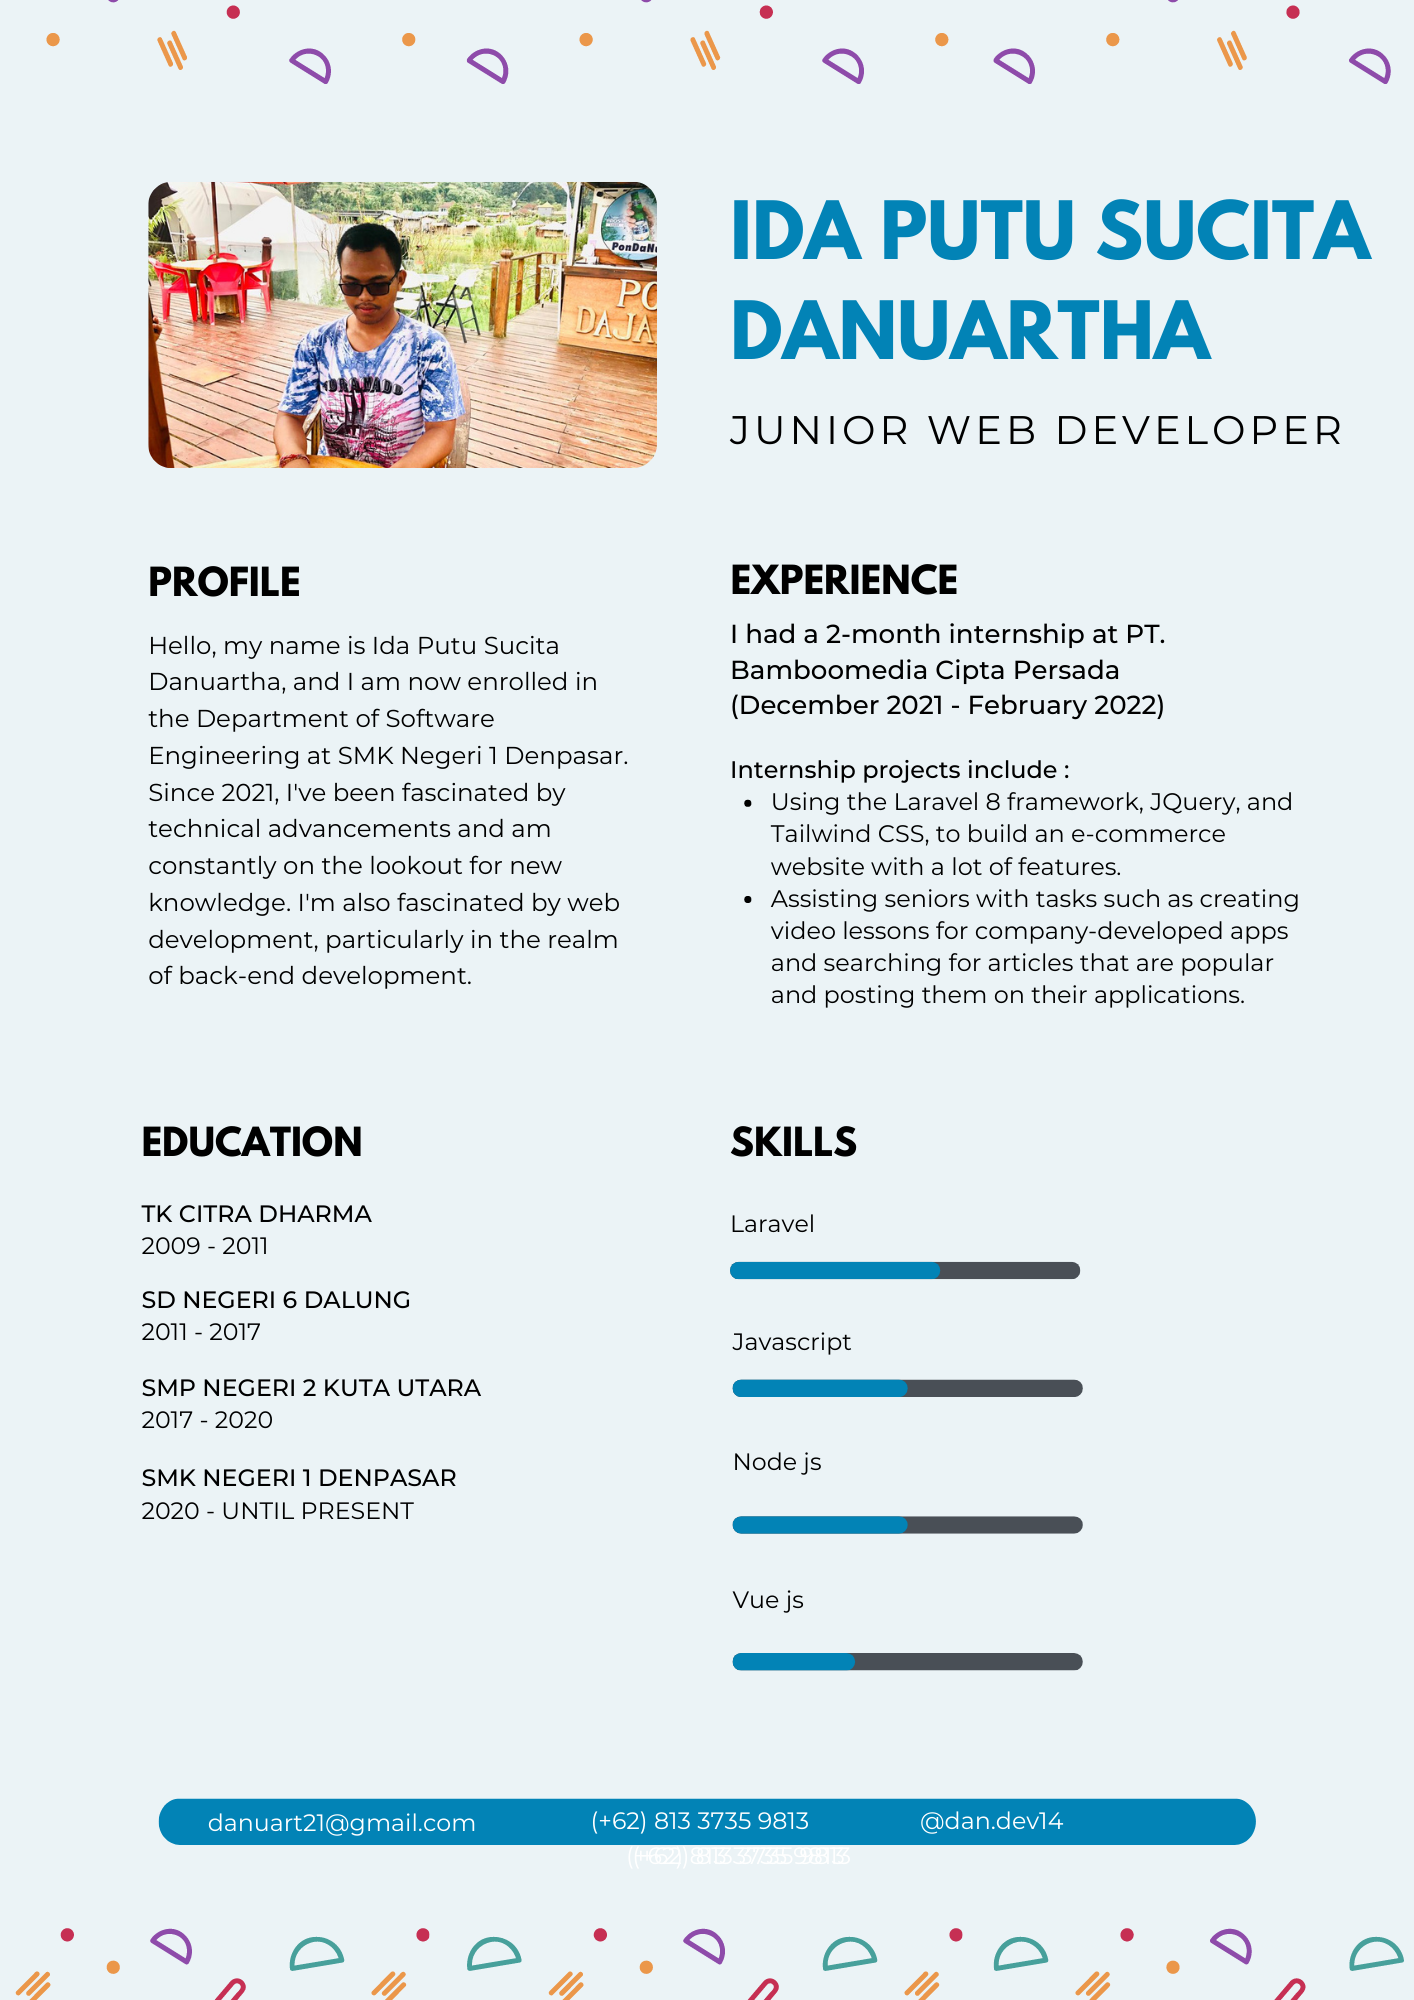 PonDaNu
PO
DAJA
IDA PUTU SUCITA
DANUARTHA
JUNIOR WEB DEVELOPER
PROFILE
Hello, my name is Ida Putu Sucita
Danuartha, and I am now enrolled in
the Department of Software
Engineering at SMK Negeri 1 Denpasar.
Since 2021, I've been fascinated by
technical advancements and am
constantly on the lookout for new
knowledge. I'm also fascinated by web
development, particularly in the realm
of back-end development.
EXPERIENCE
I had a 2-month internship at PT.
Bamboomedia Cipta Persada
(December 2021 - February 2022)
Internship projects include :
• Using the Laravel 8 framework, JQuery, and
Tailwind CSS, to build an e-commerce
website with a lot of features.
• Assisting seniors with tasks such as creating
video lessons for company-developed apps
and searching for articles that are popular
and posting them on their applications.
EDUCATION
TK CITRA DHARMA
2009 - 2011
SD NEGERI 6 DALUNG
2011 - 2017
SMP NEGERI 2 KUTA UTARA
2017 - 2020
SMK NEGERI 1 DENPASAR
2020 - UNTIL PRESENT
SKILLS
Laravel
Javascript
Node js
Vue js
danuart21@gmail.com
(+62) 813 3735 9813
@dan.dev14